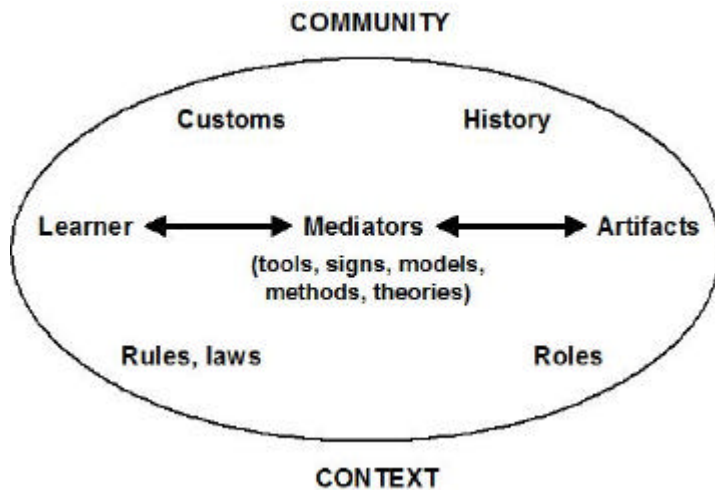 COMMUNITY
Customs History
Learner Mediators Artifacts
(tools, signs, models,
methods, theories)
Rules, laws Roles
CONTEXT